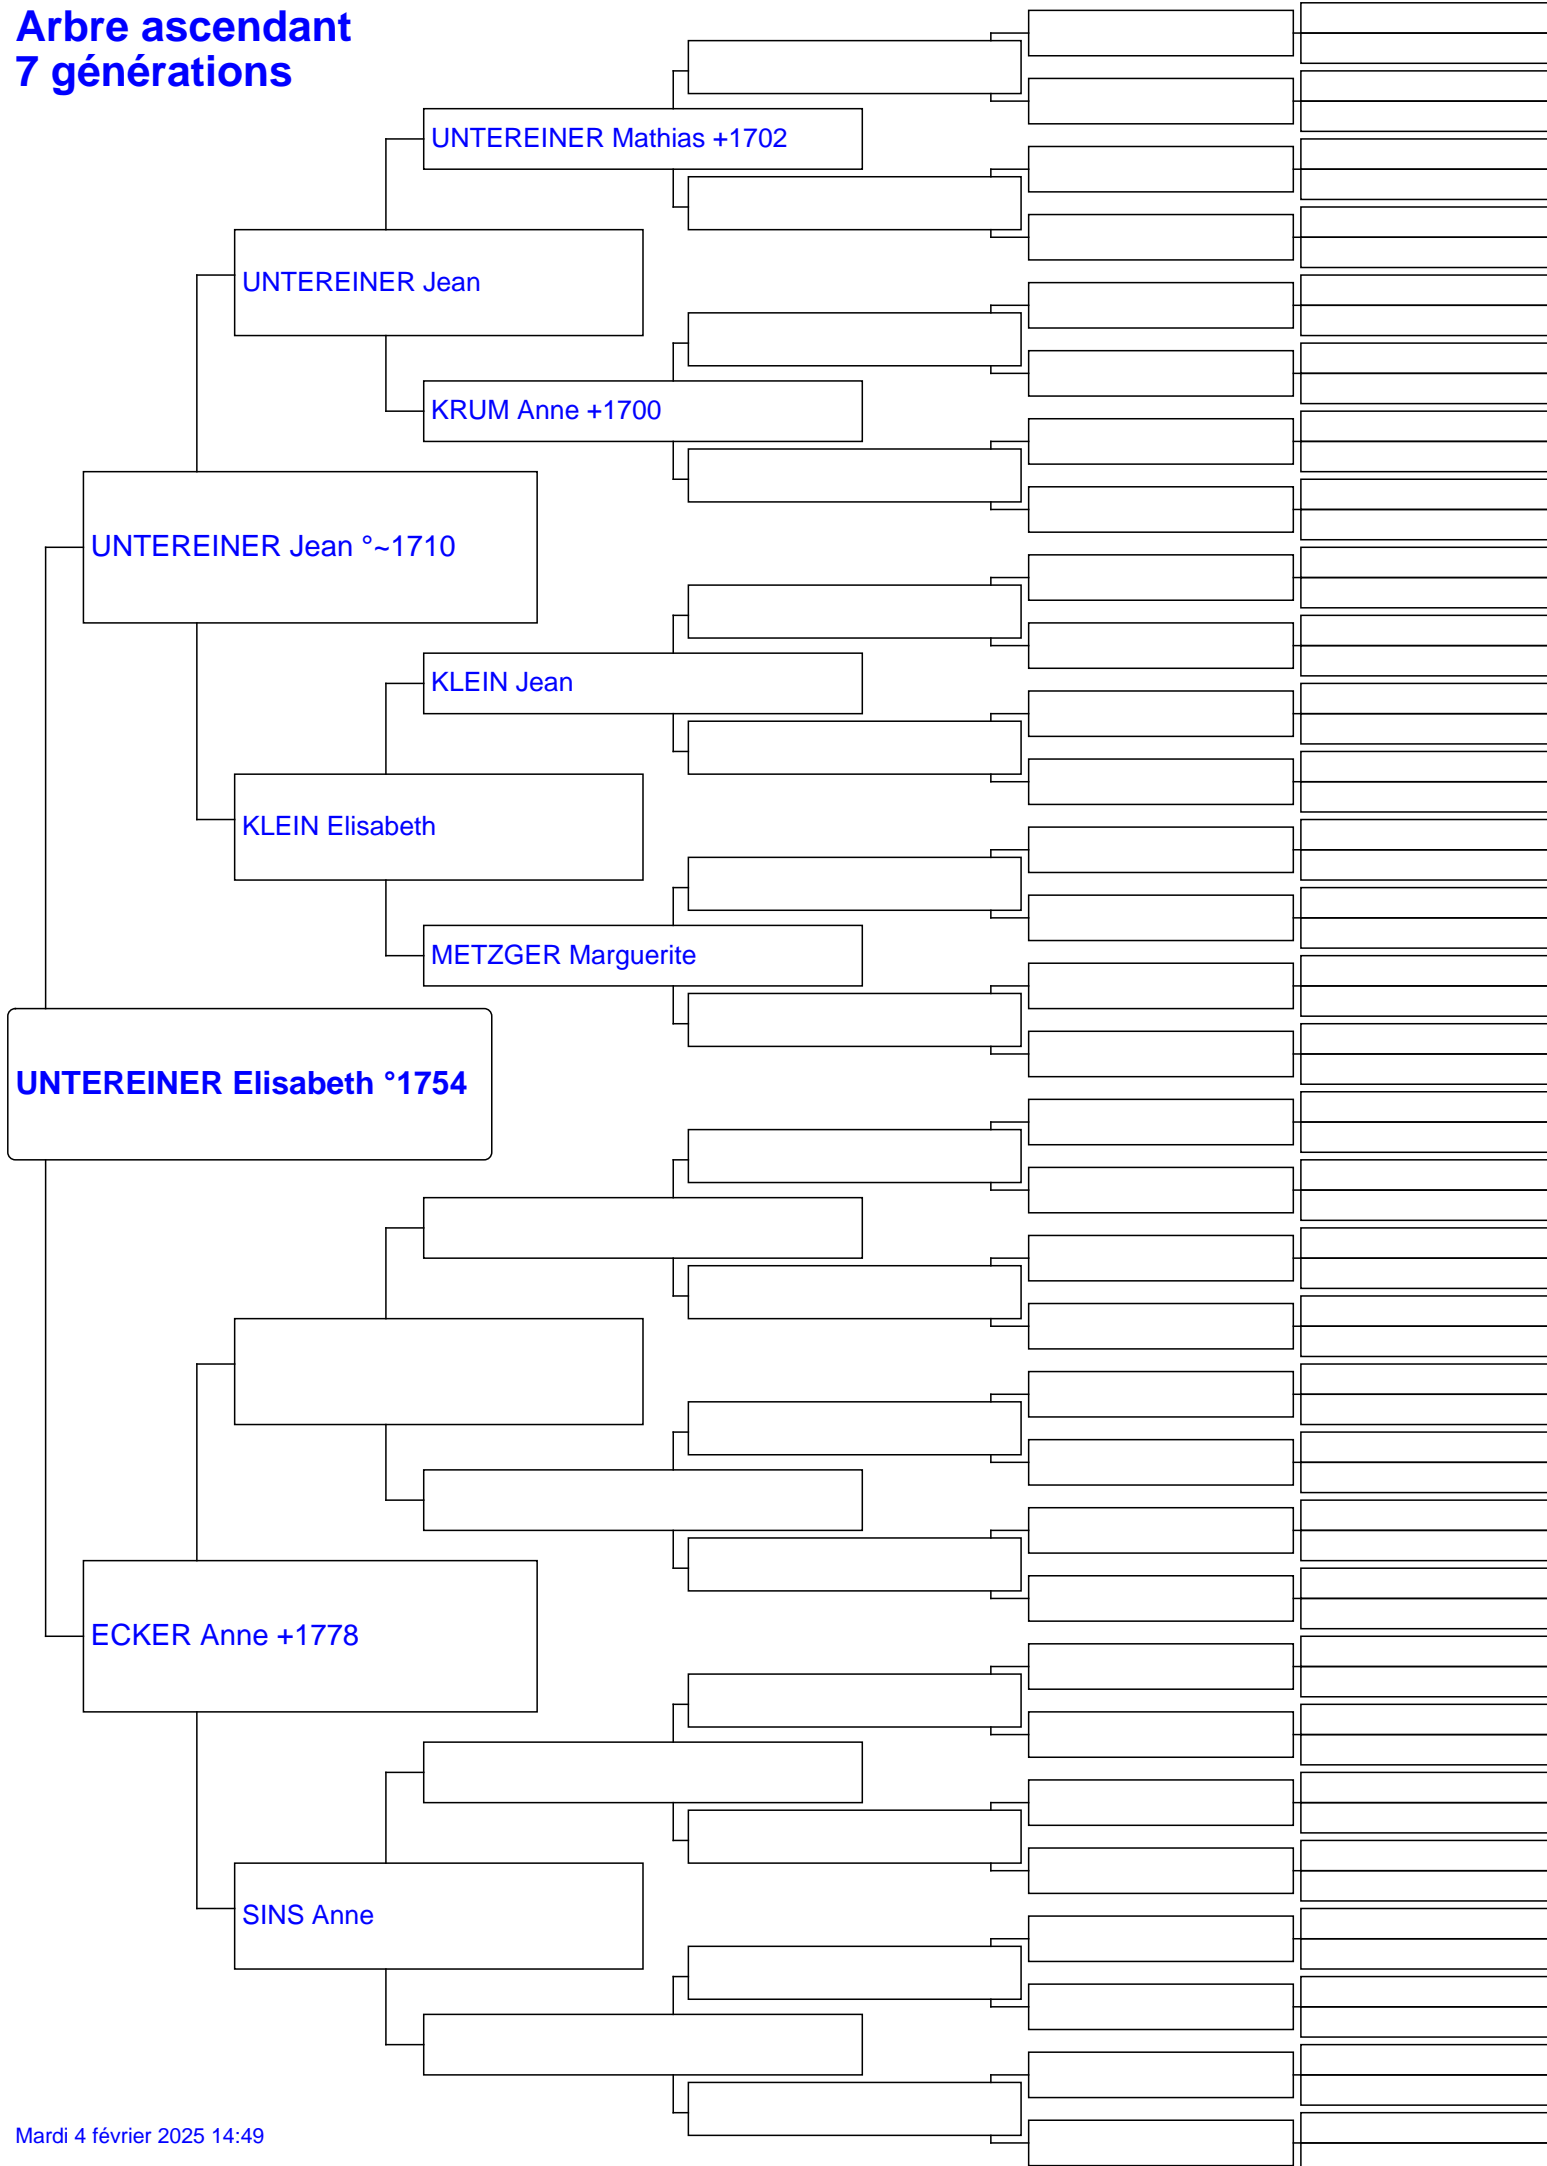 Arbre ascendant
7 générations
UNTEREINER Mathias +1702
UNTEREINER Jean
KRUM Anne +1700
UNTEREINER Jean °~1710
KLEIN Jean
KLEIN Elisabeth
METZGER Marguerite
UNTEREINER Elisabeth °1754
ECKER Anne +1778
SINS Anne
Mardi 4 février 2025 14:49